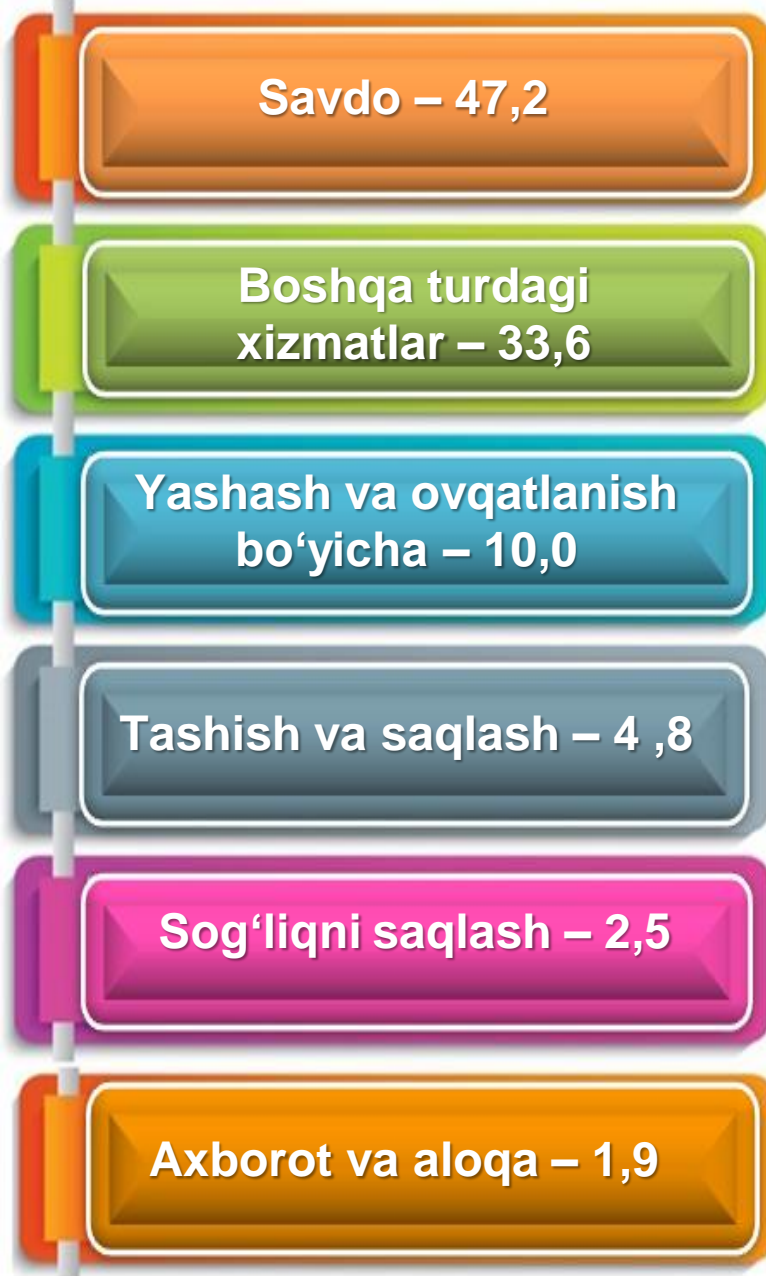 Savdo – 47,2
Boshqa turdagi
xizmatlar – 33,6
Yashash va ovqatlanish
bo‘yicha – 10,0
Tashish va saqlash – 4 ,8
Sog‘liqni saqlash – 2,5
Axborot va aloqa – 1,9